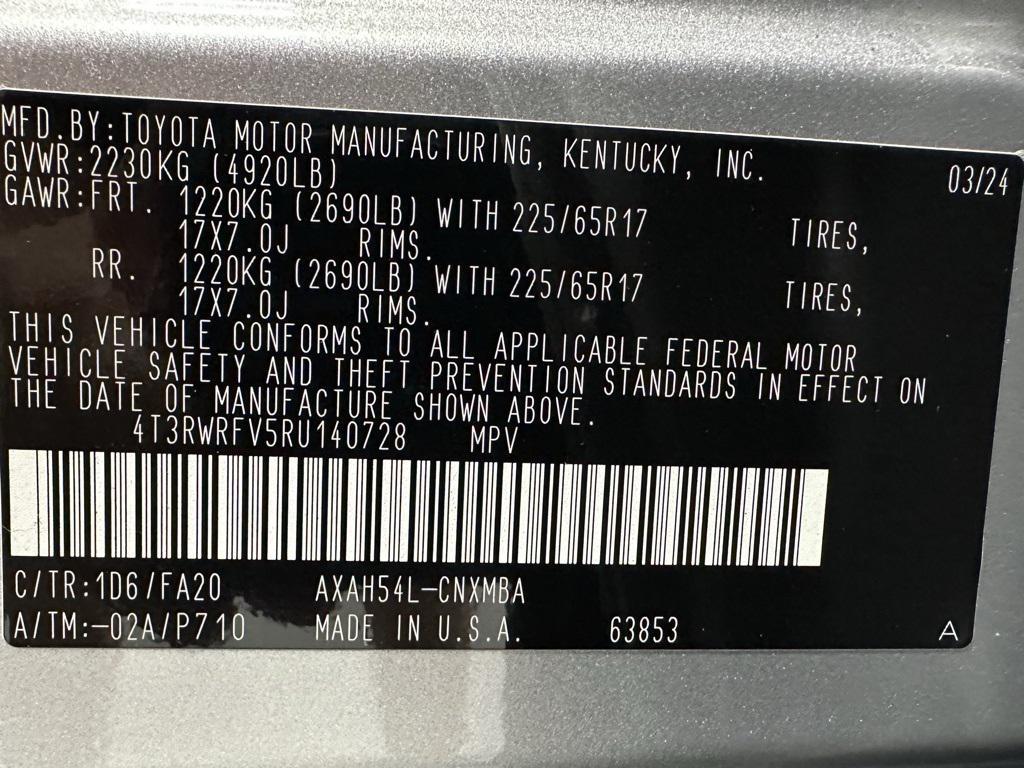 MFD.BY:TOYOTA MOTOR MANUFACTURING, KENTUCKY, INC.
GVWR:2230KG (4920LB) 03/24
GAWR:FRT. 1220KG (2690LB) WITH 225/65R17 TIRES,
17X7.0J RIMS.
RR. 1220KG (2690LB) WITH 225/65R17 TIRES,
17X7.0J RIMS.
THIS VEHICLE CONFORMS TO ALL APPLICABLE FEDERAL MOTOR
VEHICLE SAFETY AND THEFT PREVENTION STANDARDS IN EFFECT ON
THE DATE OF MANUFACTURE SHOWN ABOVE.
4T3RWRFV5RU140728 MPV
C/TR:1D6/FA20 AXAH54L-CNXMBA
A/TM:-02A/P710 MADE IN U.S.A. 63853 A